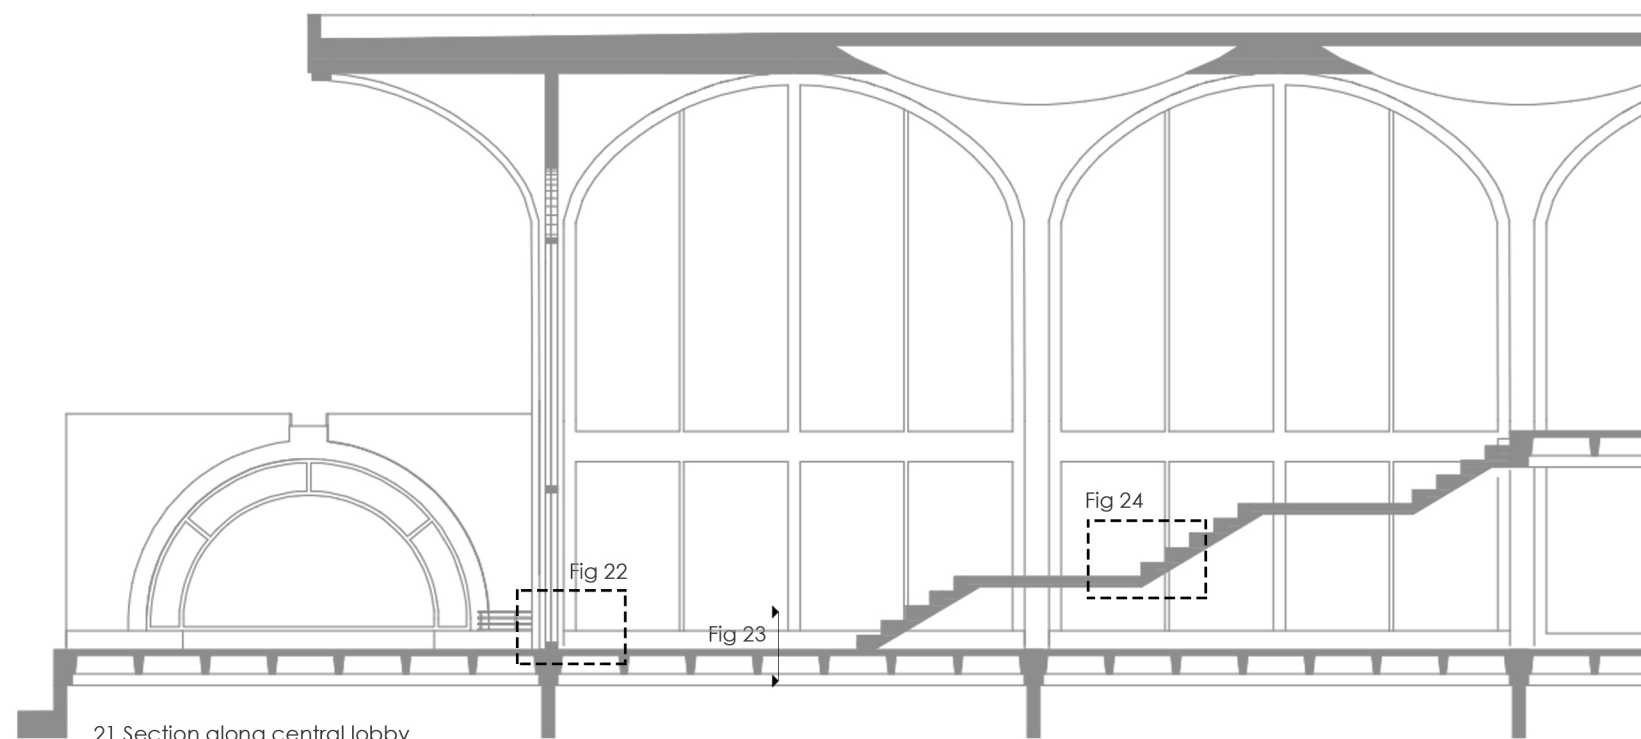 Fig 24
Fig 22
Fig 23
21 Section along central lobby